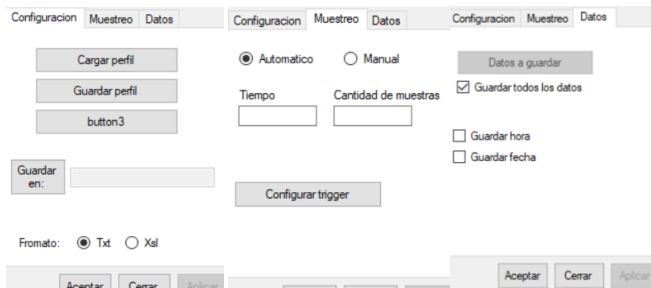 Configuracion Muestreo Datos
Cargar perfil
Guardar perfil
button3
Guardar en:
Fromato: Txt Xsl
Aceptar Cerrar Aplicar
Configuracion Muestreo Datos
Automatico Manual
Tiempo Cantidad de muestras
Configurar trigger
Configuracion Muestreo Datos
Datos a guardar
Guardar todos los datos
Guardar hora
Guardar fecha
Aceptar Cerrar Aplicar